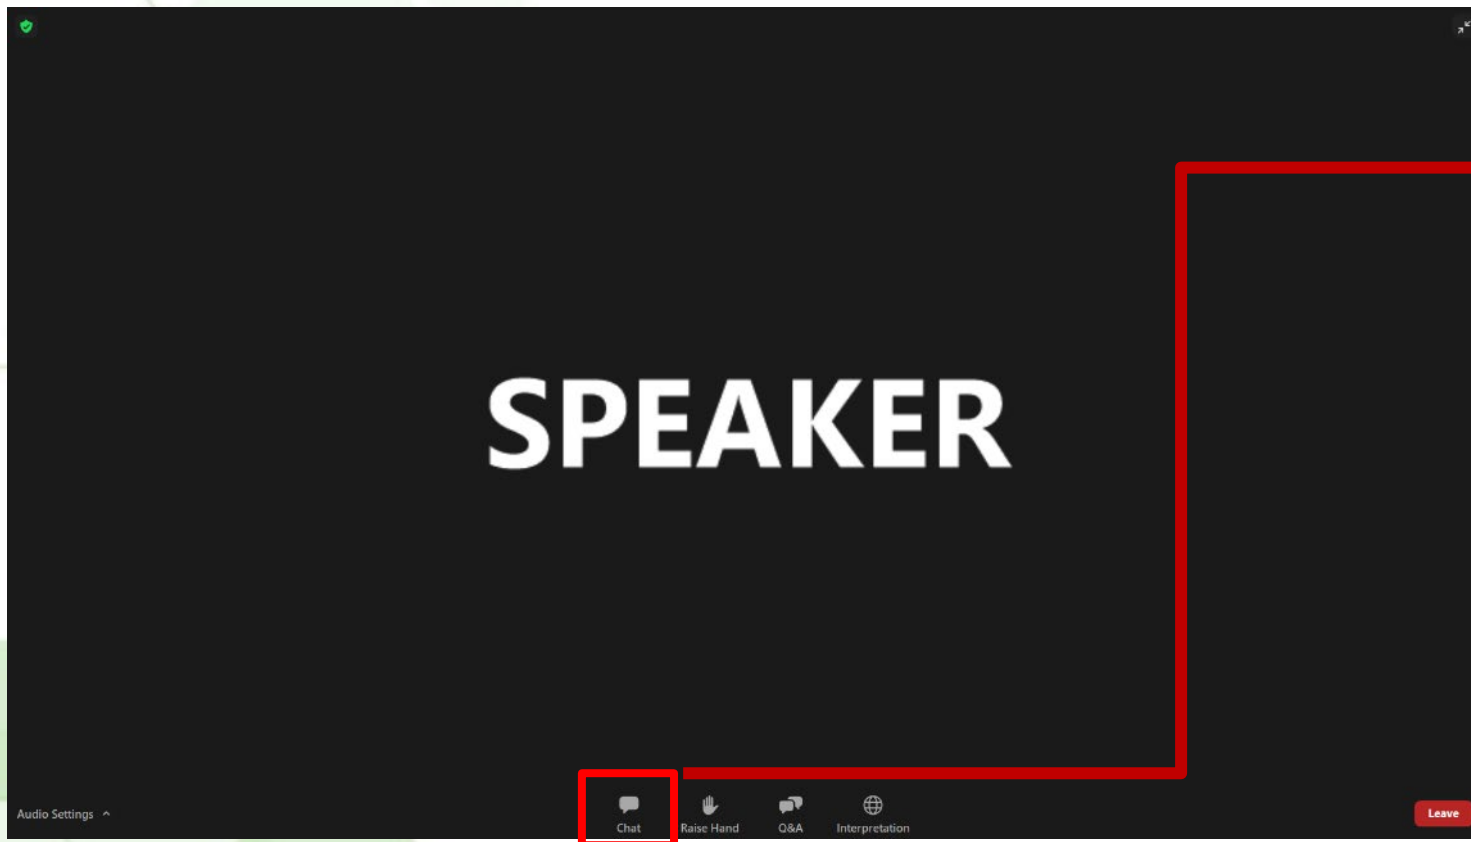 SPEAKER
Audio Settings
Chat
Raise Hand
Q&A
Interpretation
Leave